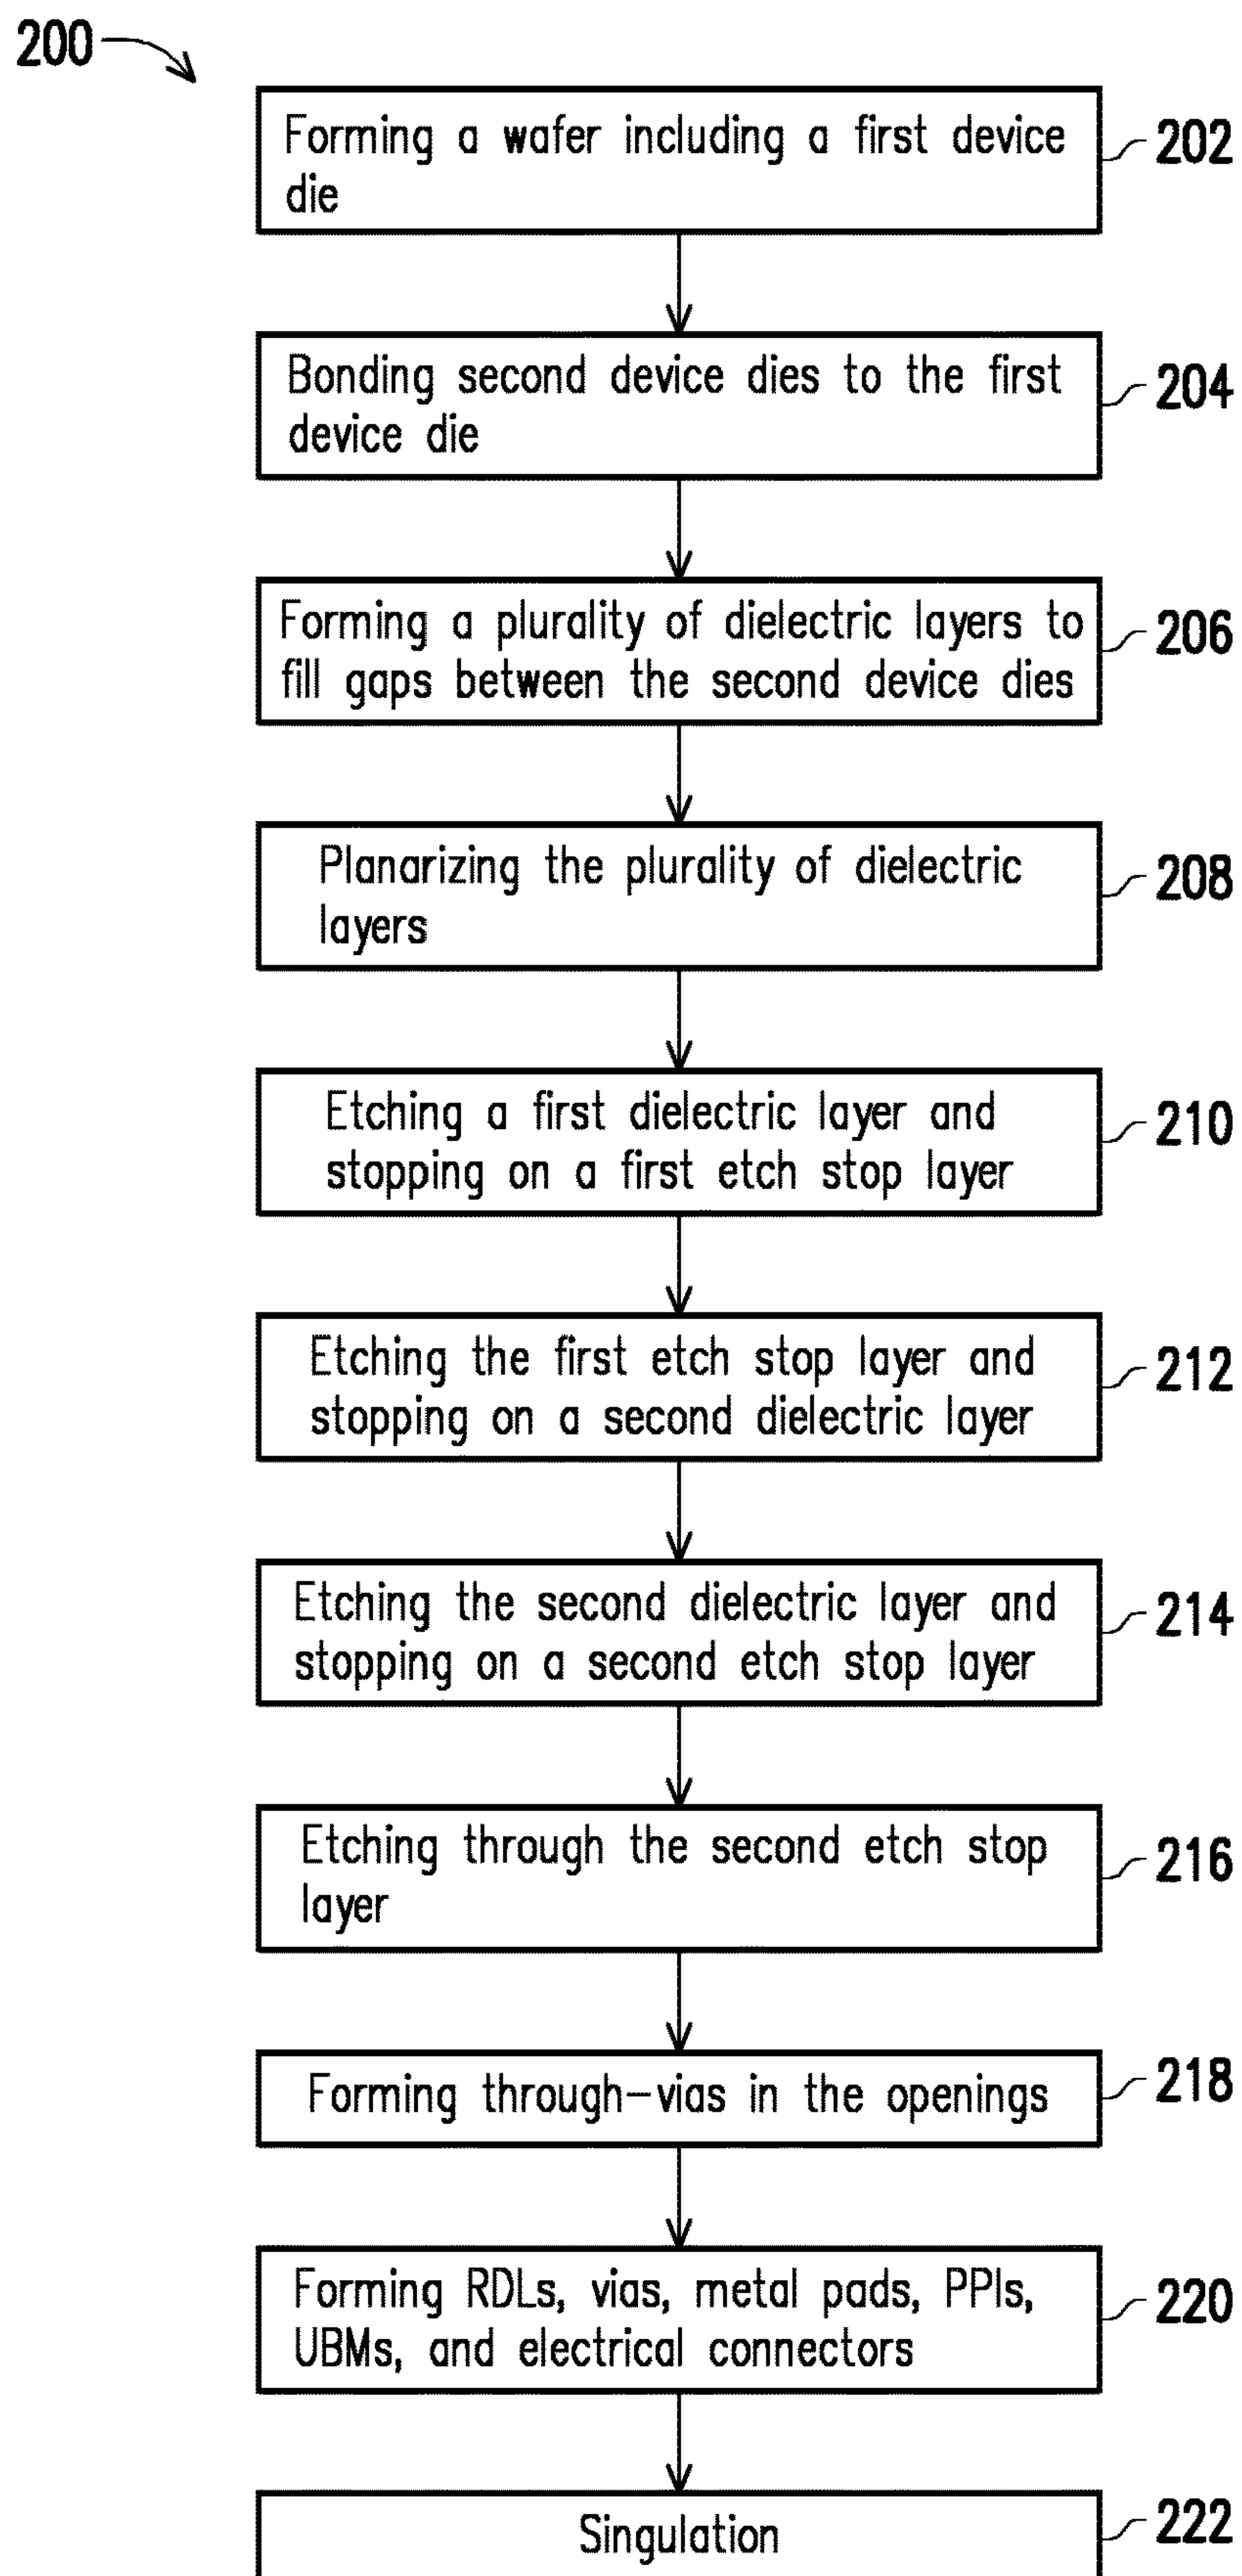 200
Forming a wafer including a first device
die
202
Bonding second device dies to the first
device die
204
Forming a plurality of dielectric layers to
fill gaps between the second device dies
206
Planarizing the plurality of dielectric
layers
208
Etching a first dielectric layer and
stopping on a first etch stop layer
210
Etching the first etch stop layer and
stopping on a second dielectric layer
212
Etching the second dielectric layer and
stopping on a second etch stop layer
214
Etching through the second etch stop
layer
216
Forming through-vias in the openings
218
Forming RDLs, vias, metal pads, PPIs,
UBMs, and electrical connectors
220
Singulation
222